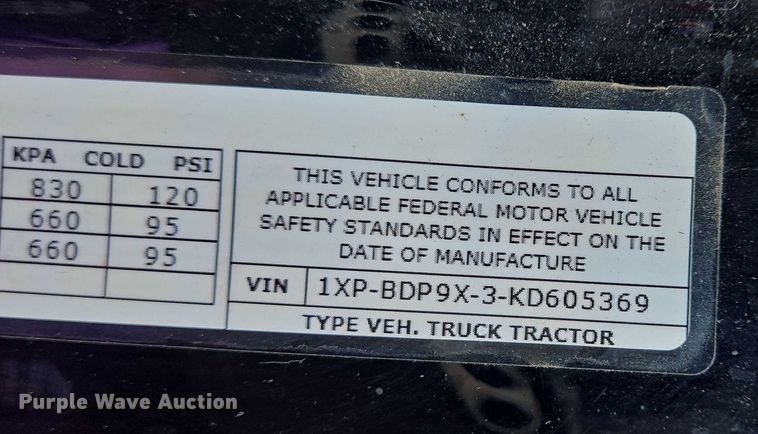 KPA COLD PSI
830 120
660 95
660 95
THIS VEHICLE CONFORMS TO ALL
APPLICABLE FEDERAL MOTOR VEHICLE
SAFETY STANDARDS IN EFFECT ON THE
DATE OF MANUFACTURE
VIN 1XP-BDP9X-3-KD605369
TYPE VEH. TRUCK TRACTOR
Purple Wave Auction